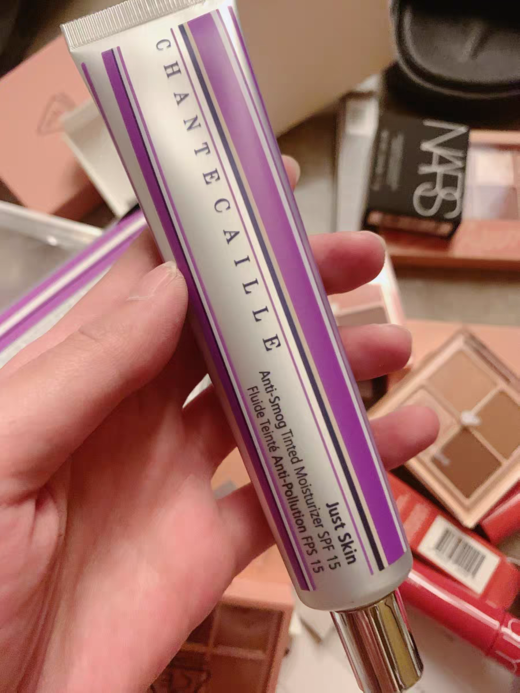 CHANTECAILLE
Just Skin
Anti-Smog Tinted Moisturizer SPF 15
Fluide Teinté Anti-Pollution FPS 15
NARS